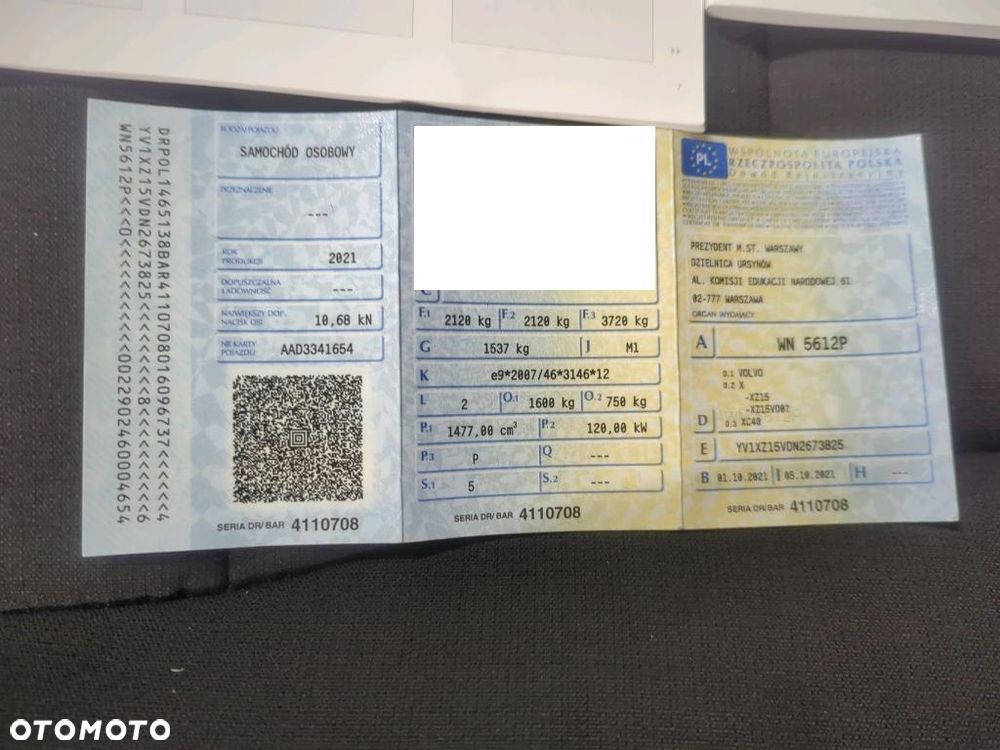 DRPOL1465138BAR4110708016096737<<<<<4
YV1XZ15VDN2673825<<<<<8<<<<<<<<<<<<6
WN5612P<<<0<<<<<<<<<<<<0022902460004654
RODZAJ POJAZDU
SAMOCHÓD OSOBOWY
PRZEZNACZENIE
---
ROK
PRODUKCJI
2021
DOPUSZCZALNA
ŁADOWNOŚĆ
---
NAJWIĘKSZY DOP.
NACISK OSI
10,68 kN
NR KARTY
POJAZDU
AAD3341654
SERIA DR/BAR 4110708
C
F.1 2120 kg F.2 2120 kg F.3 3720 kg
G 1537 kg J M1
K e9*2007/46*3146*12
L 2 O.1 1600 kg O.2 750 kg
P.1 1477,00 cm³ P.2 120,00 kW
P.3 P Q ---
S.1 5 S.2 ---
SERIA DR/BAR 4110708
PL
WSPÓLNOTA EUROPEJSKA
RZECZPOSPOLITA POLSKA
Dowód Rejestracyjny
PREZYDENT M.ST. WARSZAWY
DZIELNICA URSYNÓW
AL. KOMISJI EDUKACJI NARODOWEJ 61
02-777 WARSZAWA
ORGAN WYDAJĄCY
A WN 5612P
D.1 VOLVO
D.2 X
-XZ15
-XZ15VD0?
D
D.3 XC40
E YV1XZ15VDN2673825
B 01.10.2021 I 05.10.2021 H ---
SERIA DR/BAR 4110708
OTOMOTO